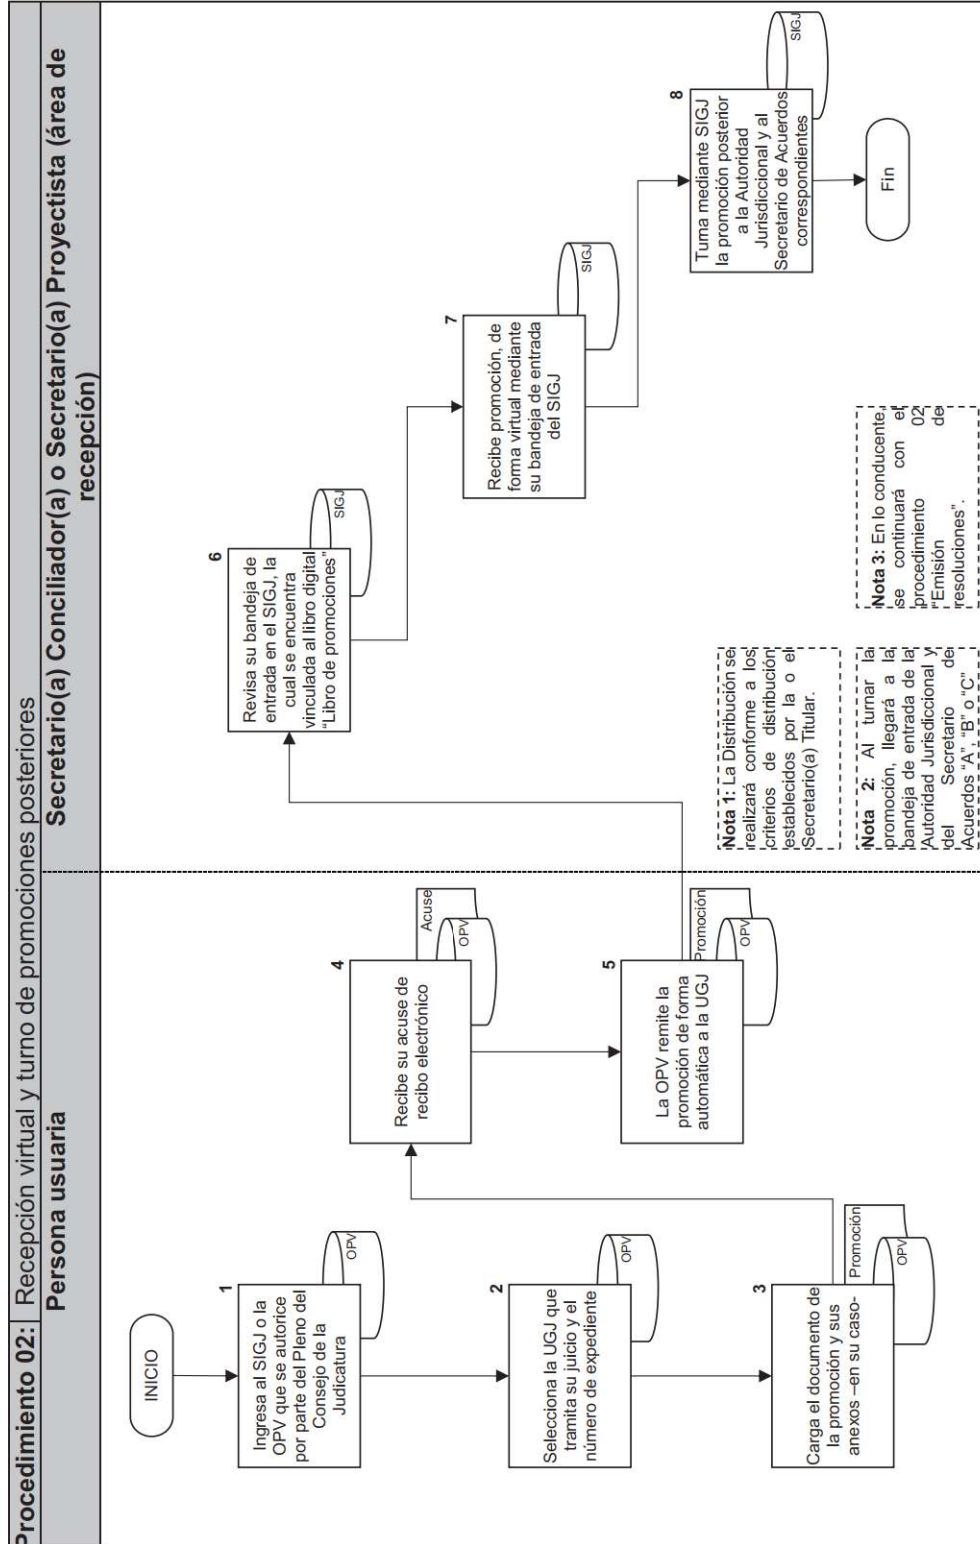 Procedimiento 02: Recepción virtual y turno de promociones posteriores
Persona usuaria
Secretario(a) Conciliador(a) o Secretario(a) Proyectista (área de
recepción)
INICIO
1
Ingresa al SIGJ o la
OPV que se autorice
por parte del Pleno del
Consejo de la
Judicatura
OPV
2
Selecciona la UGJ que
tramita su juicio y el
número de expediente
OPV
3
Carga el documento de
la promoción y sus
anexos –en su caso-
Promoción
OPV
4
Recibe su acuse de
recibo electrónico
Acuse
OPV
5
La OPV remite la
promoción de forma
automática a la UGJ
Promoción
OPV
6
Revisa su bandeja de
entrada en el SIGJ, la
cual se encuentra
vinculada al libro digital
“Libro de promociones”
SIGJ
7
Recibe promoción, de
forma virtual mediante
su bandeja de entrada
del SIGJ
SIGJ
8
Turna mediante SIGJ
la promoción posterior
a la Autoridad
Jurisdiccional y al
Secretario de Acuerdos
correspondientes
SIGJ
Fin
Nota 1: La Distribución se
realizará conforme a los
criterios de distribución
establecidos por la o el
Secretario(a) Titular.
Nota 2: Al turnar la
promoción, llegará a la
bandeja de entrada de la
Autoridad Jurisdiccional y
del Secretario de
Acuerdos “A”, “B” o “C”
Nota 3: En lo conducente,
se continuará con el
procedimiento 02
“Emisión de
resoluciones”.